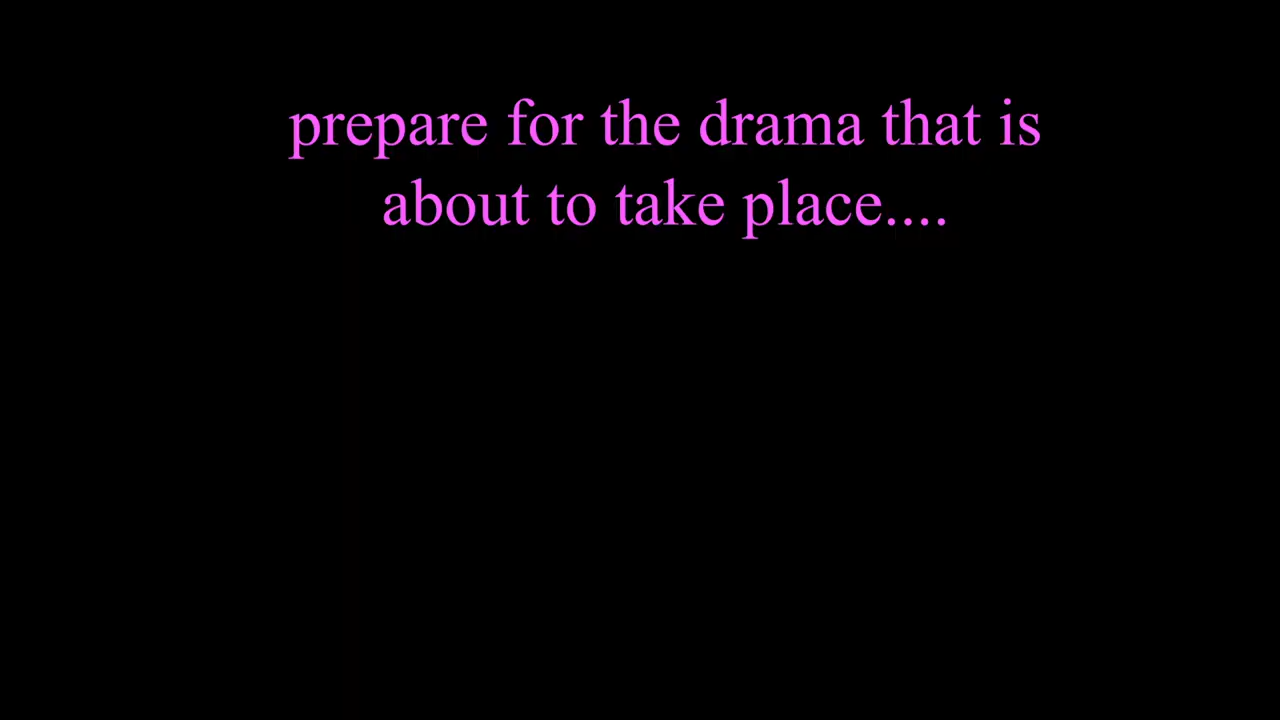 prepare for the drama that is
about to take place....